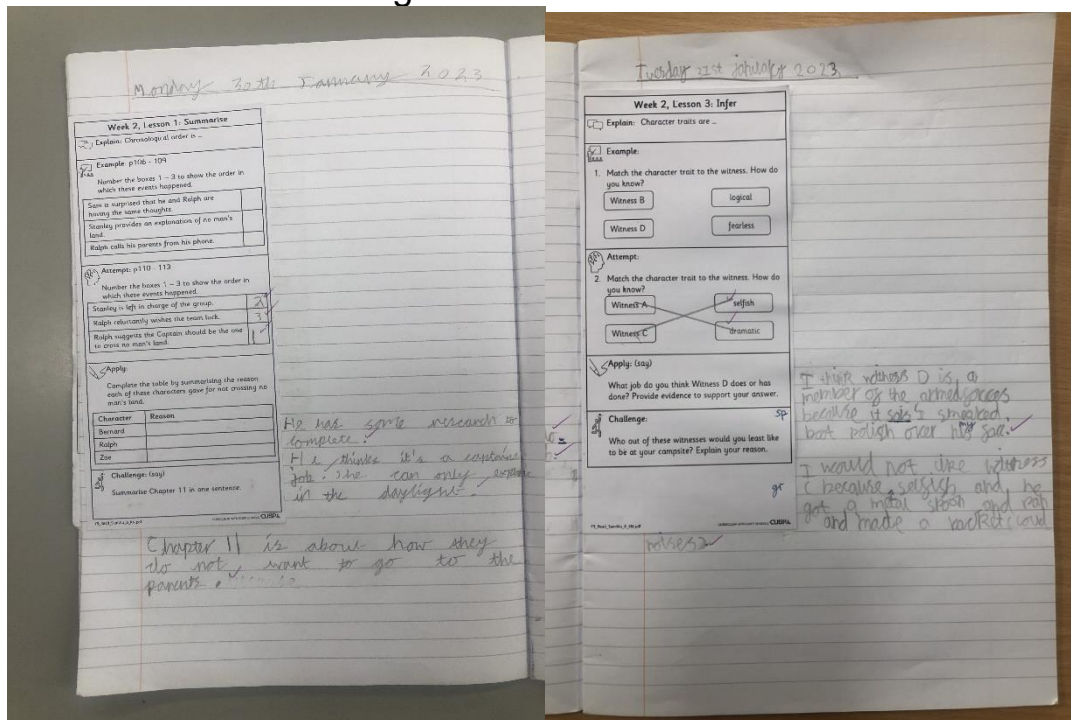 Monday 30th January 2023
Week 2, Lesson 1: Summarise
Explain: Chronological order is ...
Example p106 - 109
Number the boxes 1 – 3 to show the order in
which these events happened.
Sam is surprised that he and Ralph are
having the same thoughts.
Stanley provides an explanation of no man's
land.
Ralph calls his parents from his phone.
Attempt: p110 - 113
Number the boxes 1 – 3 to show the order in
which these events happened.
Stanley is left in charge of the group. 2
Ralph reluctantly wishes the team luck. 3
Ralph suggests the Captain should be the one 1
to cross no man's land.
Apply:
Complete the table by summarising the reason
each of these characters gave for not crossing no
man's land.
Character Reason
Bernard
Ralph
Zoe
He has some research to
complete.
He thinks it's a captains
job. She can only explore
in the daylight.
Challenge: (say)
Summarise Chapter 11 in one sentence.
CUSP
Chapter 11 is about how they
do not want to go to the
parents.
Tuesday 31st january 2023
Week 2, Lesson 3: Infer
Explain: Character traits are ...
Example:
1. Match the character trait to the witness. How do
you know?
Witness B logical
Witness D fearless
Attempt:
2. Match the character trait to the witness. How do
you know?
Witness A selfish
Witness C dramatic
Apply: (say)
What job do you think Witness D does or has
done? Provide evidence to support your answer.
I think witness D is a
member of the armed forces
because it sais I smeaked
boot polish over my face.
sp
Challenge:
Who out of these witnesses would you least like
to be at your campsite? Explain your reason.
I would not like witness
C because selfish and he
got a metal spoon and pan
and made a racket (loud
noises)
gr
CUSP